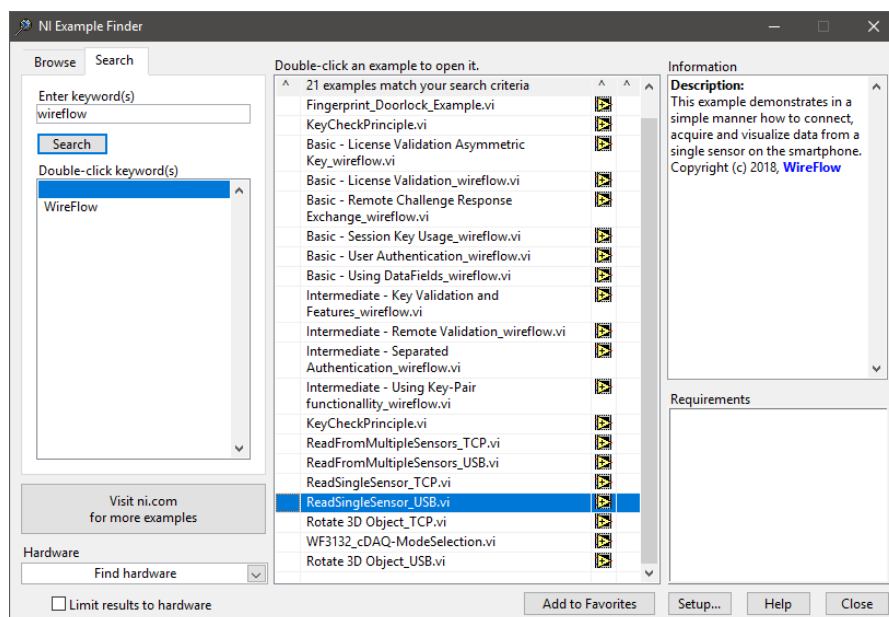 NI Example Finder
Browse
Search
Enter keyword(s)
wireflow
Search
Double-click keyword(s)
WireFlow
Visit ni.com
for more examples
Hardware
Find hardware
Limit results to hardware
Double-click an example to open it.
21 examples match your search criteria
Fingerprint_Doorlock_Example.vi
KeyCheckPrinciple.vi
Basic - License Validation Asymmetric
Key_wireflow.vi
Basic - License Validation_wireflow.vi
Basic - Remote Challenge Response
Exchange_wireflow.vi
Basic - Session Key Usage_wireflow.vi
Basic - User Authentication_wireflow.vi
Basic - Using DataFields_wireflow.vi
Intermediate - Key Validation and
Features_wireflow.vi
Intermediate - Remote Validation_wireflow.vi
Intermediate - Separated
Authentication_wireflow.vi
Intermediate - Using Key-Pair
functionallity_wireflow.vi
KeyCheckPrinciple.vi
ReadFromMultipleSensors_TCP.vi
ReadFromMultipleSensors_USB.vi
ReadSingleSensor_TCP.vi
ReadSingleSensor_USB.vi
Rotate 3D Object_TCP.vi
WF3132_cDAQ-ModeSelection.vi
Rotate 3D Object_USB.vi
Information
Description:
This example demonstrates in a
simple manner how to connect,
acquire and visualize data from a
single sensor on the smartphone.
Copyright (c) 2018, WireFlow
Requirements
Add to Favorites
Setup...
Help
Close